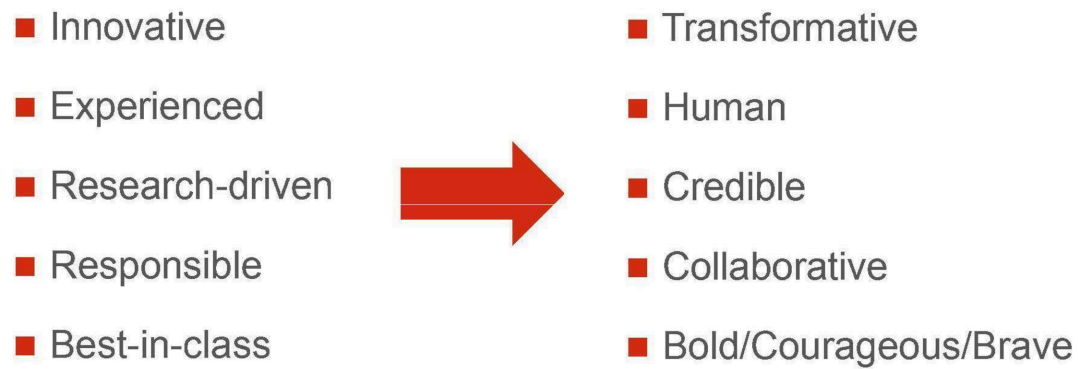 Innovative
Experienced
Research-driven
Responsible
Best-in-class
Transformative
Human
Credible
Collaborative
Bold/Courageous/Brave